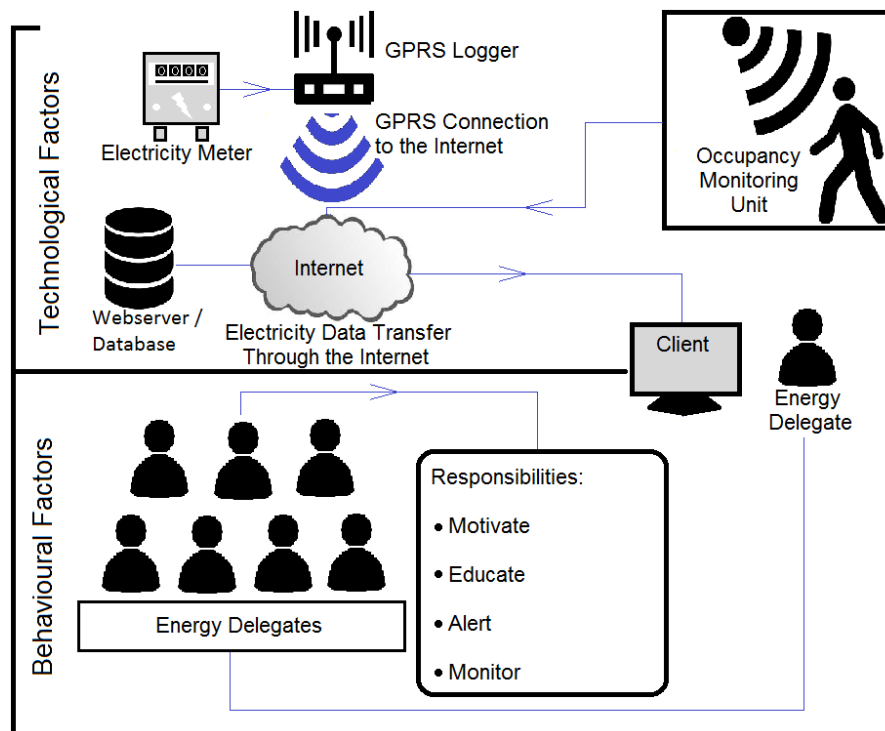 Technological Factors
GPRS Logger
0000
Electricity Meter
GPRS Connection
to the Internet
Occupancy
Monitoring
Unit
Internet
Webserver /
Database
Electricity Data Transfer
Through the Internet
Client
Energy
Delegate
Behavioural Factors
Energy Delegates
Responsibilities:
• Motivate
• Educate
• Alert
• Monitor